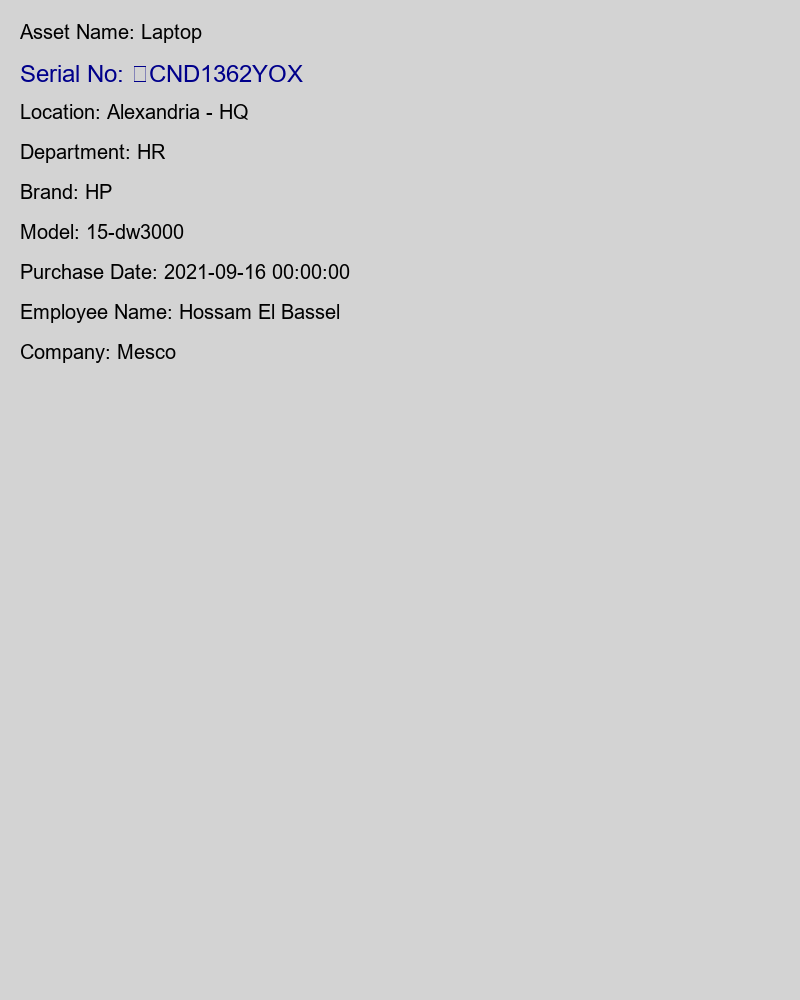 Asset Name: Laptop
Serial No: CND1362YOX
Location: Alexandria - HQ
Department: HR
Brand: HP
Model: 15-dw3000
Purchase Date: 2021-09-16 00:00:00
Employee Name: Hossam El Bassel
Company: Mesco